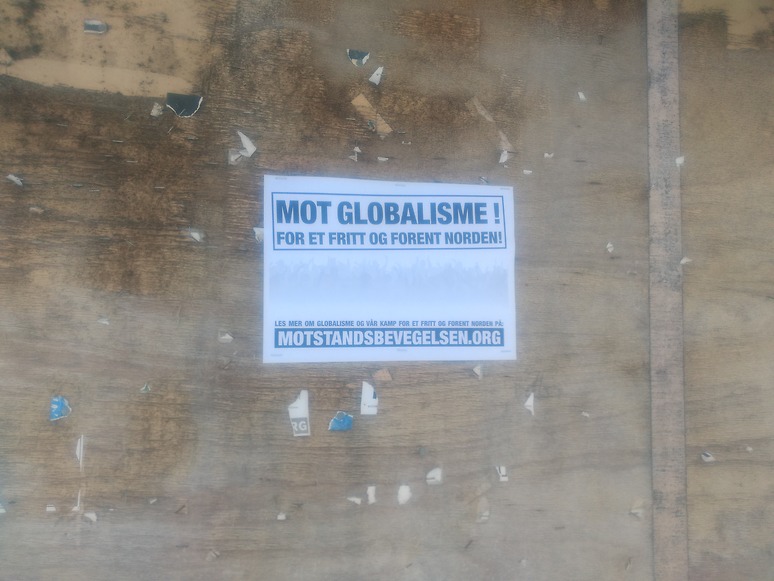 MOT GLOBALISME !
FOR ET FRITT OG FORENT NORDEN!
LES MER OM GLOBALISME OG VÅR KAMP FOR ET FRITT OG FORENT NORDEN PÅ:
MOTSTANDSBEVEGELSEN.ORG
RG